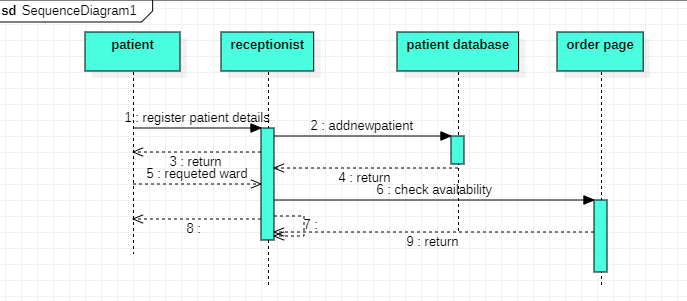 sd SequenceDiagram1
patient
receptionist
patient database
order page
1 : register patient details
2 : addnewpatient
3 : return
4 : return
5 : requeted ward
6 : check availability
7 :
8 :
9 : return